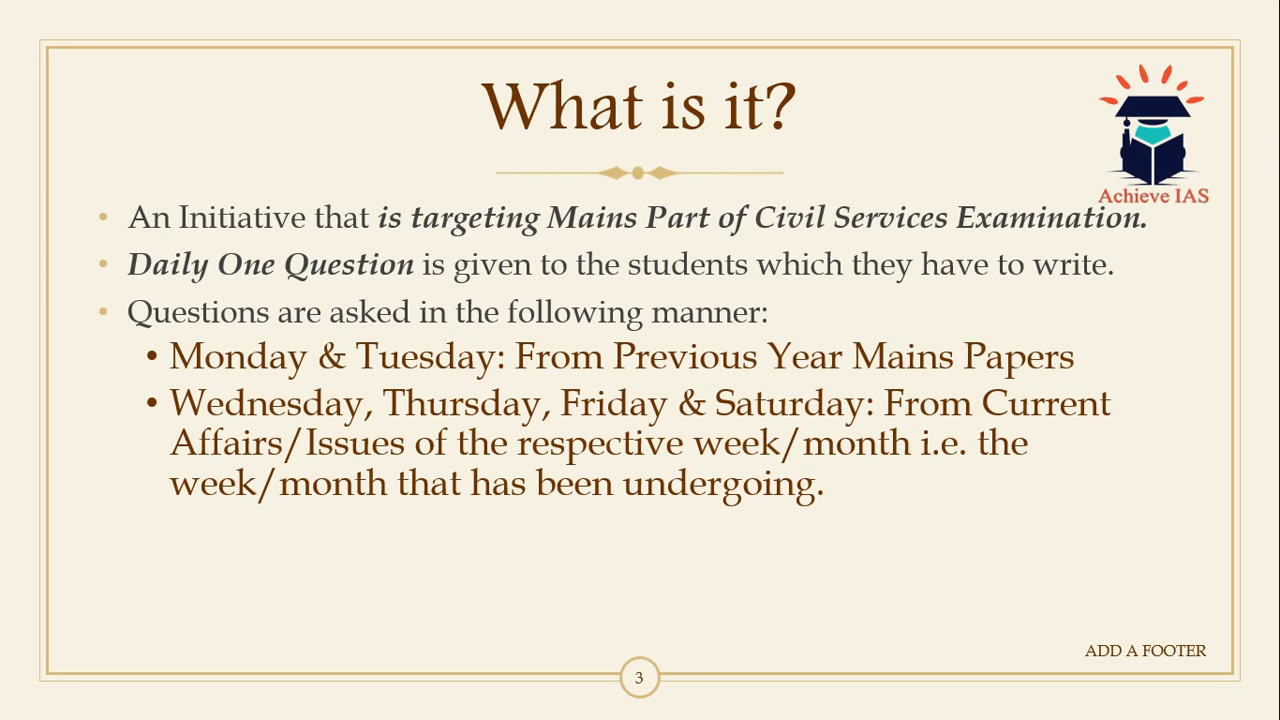 What is it?
Achieve IAS
• An Initiative that is targeting Mains Part of Civil Services Examination.
• Daily One Question is given to the students which they have to write.
• Questions are asked in the following manner:
• Monday & Tuesday: From Previous Year Mains Papers
• Wednesday, Thursday, Friday & Saturday: From Current
Affairs/Issues of the respective week/month i.e. the
week/month that has been undergoing.
ADD A FOOTER
3